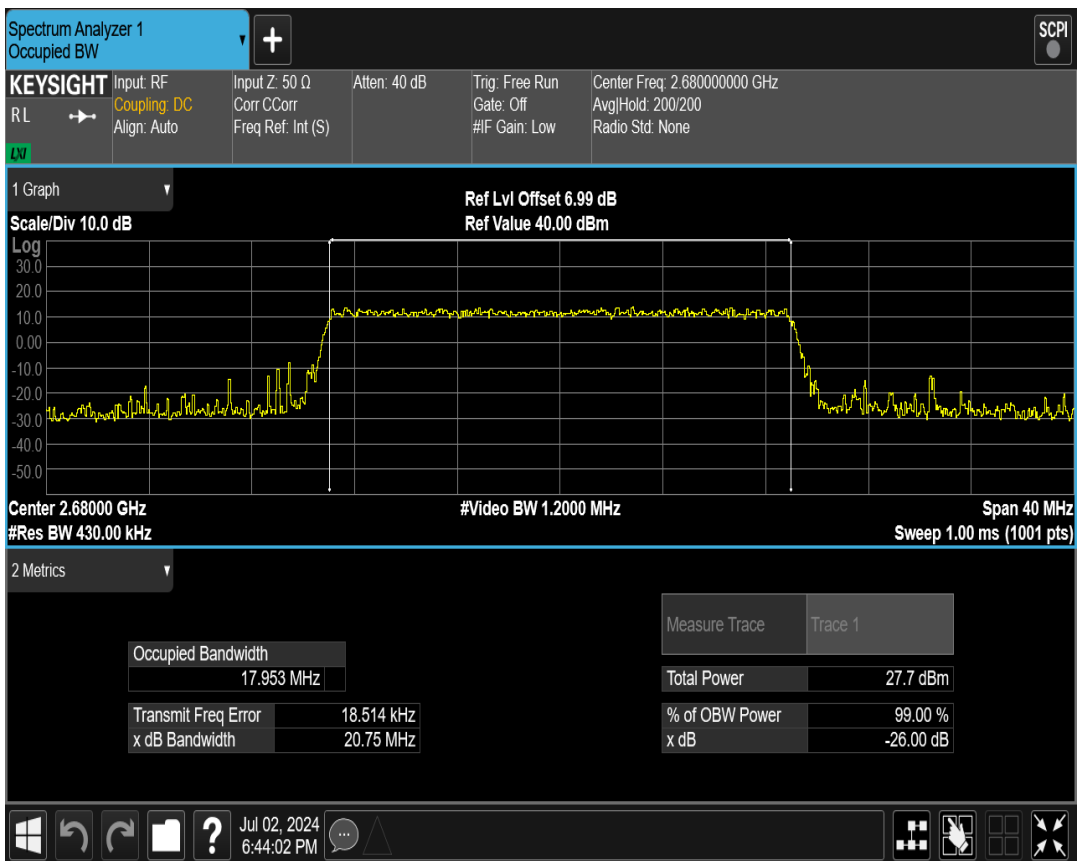 Spectrum Analyzer 1
Occupied BW
+
SCPI
KEYSIGHT
R L
LXI
Input: RF
Coupling: DC
Align: Auto
Input Z: 50 Ω
Corr CCorr
Freq Ref: Int (S)
Atten: 40 dB
Trig: Free Run
Gate: Off
#IF Gain: Low
Center Freq: 2.680000000 GHz
Avg|Hold: 200/200
Radio Std: None
1 Graph
Ref Lvl Offset 6.99 dB
Scale/Div 10.0 dB
Ref Value 40.00 dBm
Log
30.0
20.0
10.0
0.00
-10.0
-20.0
-30.0
-40.0
-50.0
Center 2.68000 GHz
#Video BW 1.2000 MHz
Span 40 MHz
#Res BW 430.00 kHz
Sweep 1.00 ms (1001 pts)
2 Metrics
Measure Trace
Trace 1
Occupied Bandwidth
17.953 MHz
Total Power
27.7 dBm
Transmit Freq Error
18.514 kHz
% of OBW Power
99.00 %
x dB Bandwidth
20.75 MHz
x dB
-26.00 dB
?
Jul 02, 2024
6:44:02 PM